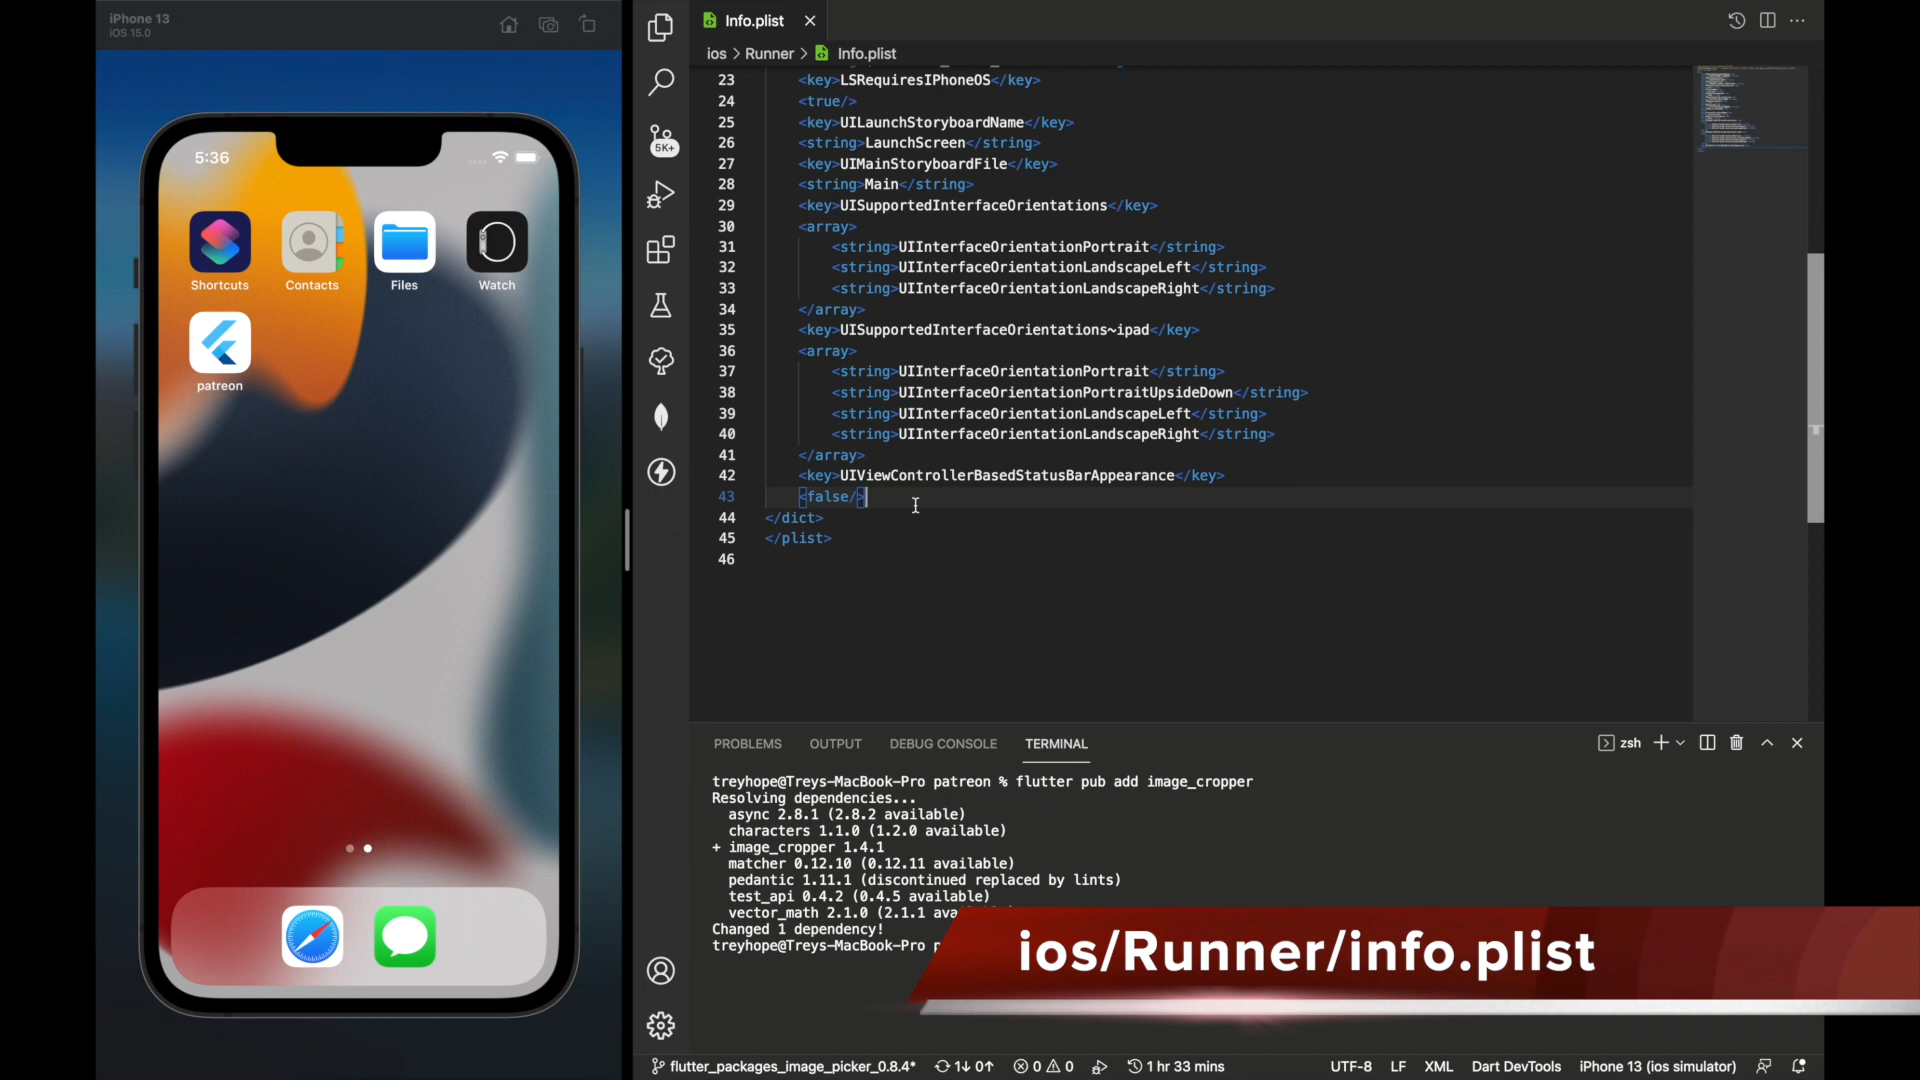 iPhone 13
iOS 15.0
5:36
Shortcuts
Contacts
Files
Watch
patreon
5K+
Info.plist
ios > Runner > Info.plist
23 <key>LSRequiresIPhoneOS</key>
24 <true/>
25 <key>UILaunchStoryboardName</key>
26 <string>LaunchScreen</string>
27 <key>UIMainStoryboardFile</key>
28 <string>Main</string>
29 <key>UISupportedInterfaceOrientations</key>
30 <array>
31 <string>UIInterfaceOrientationPortrait</string>
32 <string>UIInterfaceOrientationLandscapeLeft</string>
33 <string>UIInterfaceOrientationLandscapeRight</string>
34 </array>
35 <key>UISupportedInterfaceOrientations~ipad</key>
36 <array>
37 <string>UIInterfaceOrientationPortrait</string>
38 <string>UIInterfaceOrientationPortraitUpsideDown</string>
39 <string>UIInterfaceOrientationLandscapeLeft</string>
40 <string>UIInterfaceOrientationLandscapeRight</string>
41 </array>
42 <key>UIViewControllerBasedStatusBarAppearance</key>
43 <false/>
44 </dict>
45 </plist>
46
PROBLEMS OUTPUT DEBUG CONSOLE TERMINAL
zsh
treyhope@Treys-MacBook-Pro patreon % flutter pub add image_cropper
Resolving dependencies...
async 2.8.1 (2.8.2 available)
characters 1.1.0 (1.2.0 available)
+ image_cropper 1.4.1
matcher 0.12.10 (0.12.11 available)
pedantic 1.11.1 (discontinued replaced by lints)
test_api 0.4.2 (0.4.5 available)
vector_math 2.1.0 (2.1.1 ava
Changed 1 dependency!
treyhope@Treys-MacBook-Pro p
ios/Runner/info.plist
flutter_packages_image_picker_0.8.4* 1↓ 0↑ 0 0 1 hr 33 mins UTF-8 LF XML Dart DevTools iPhone 13 (ios simulator)